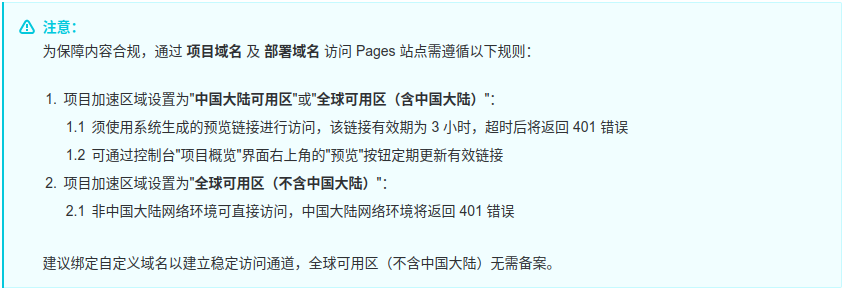 注意：
为保障内容合规，通过 项目域名 及 部署域名 访问 Pages 站点需遵循以下规则：
1. 项目加速区域设置为"中国大陆可用区"或"全球可用区（含中国大陆）"：
1.1 须使用系统生成的预览链接进行访问，该链接有效期为 3 小时，超时后将返回 401 错误
1.2 可通过控制台"项目概览"界面右上角的"预览"按钮定期更新有效链接
2. 项目加速区域设置为"全球可用区（不含中国大陆）"：
2.1 非中国大陆网络环境可直接访问，中国大陆网络环境将返回 401 错误
建议绑定自定义域名以建立稳定访问通道，全球可用区（不含中国大陆）无需备案。